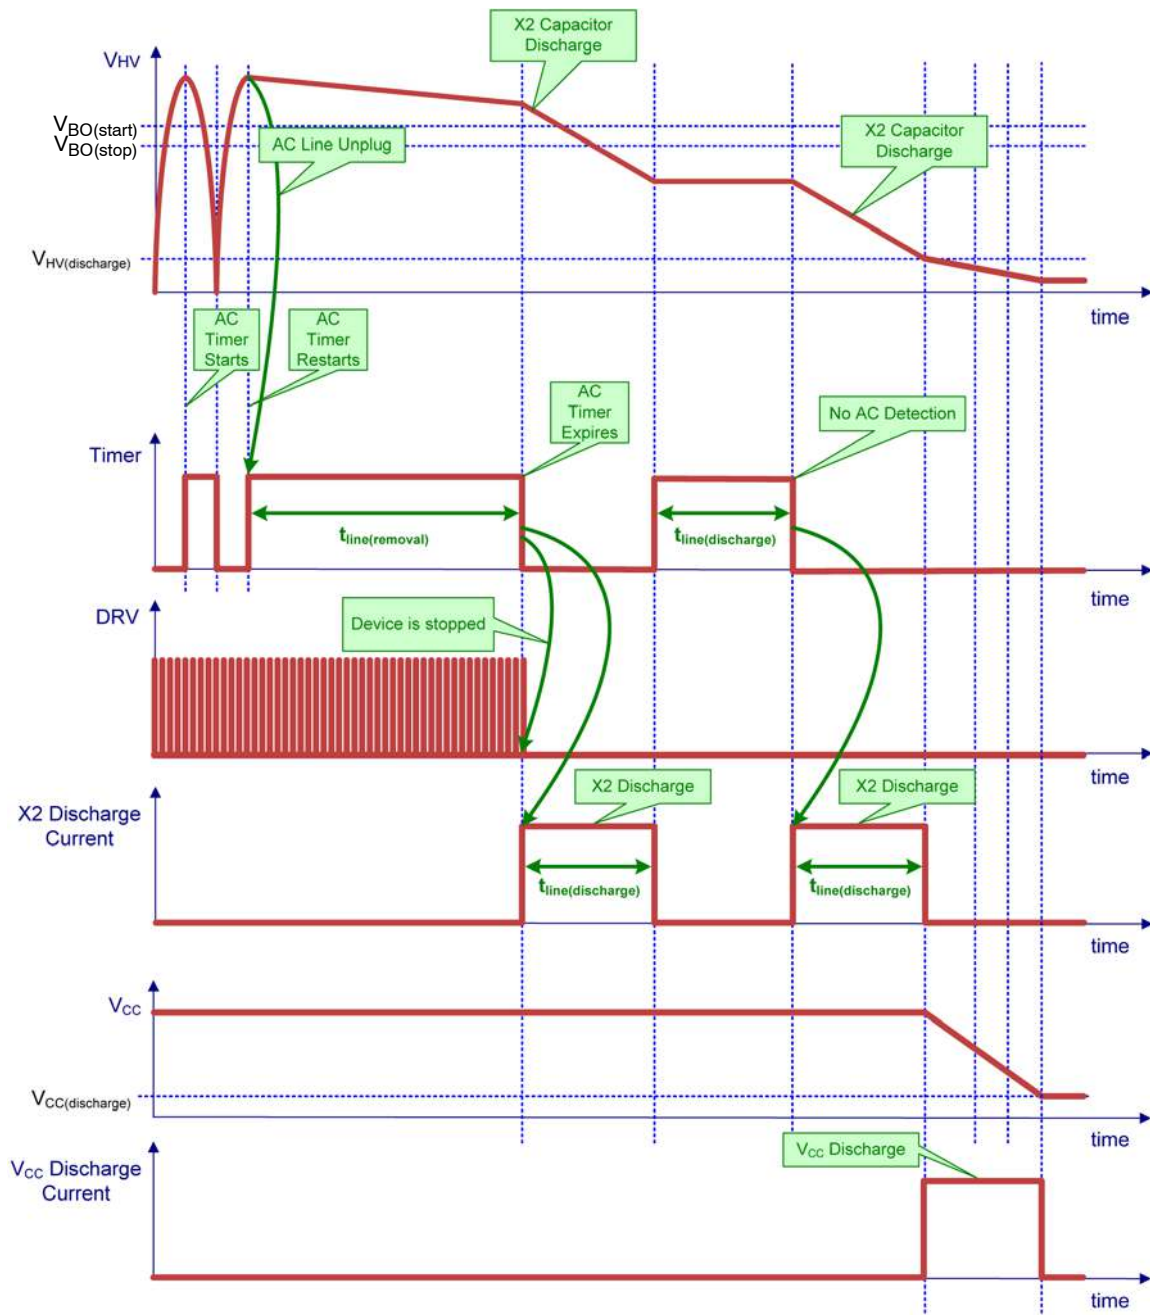 X2 Capacitor
Discharge
VHV
VBO(start)
VBO(stop)
AC Line Unplug
X2 Capacitor
Discharge
VHV(discharge)
time
AC
Timer
Starts
AC
Timer
Restarts
AC
Timer
Expires
No AC Detection
Timer
tline(removal)
tline(discharge)
time
DRV
Device is stopped
time
X2 Discharge
Current
X2 Discharge
X2 Discharge
tline(discharge)
tline(discharge)
time
VCC
VCC(discharge)
time
VCC Discharge
Current
VCC Discharge
time